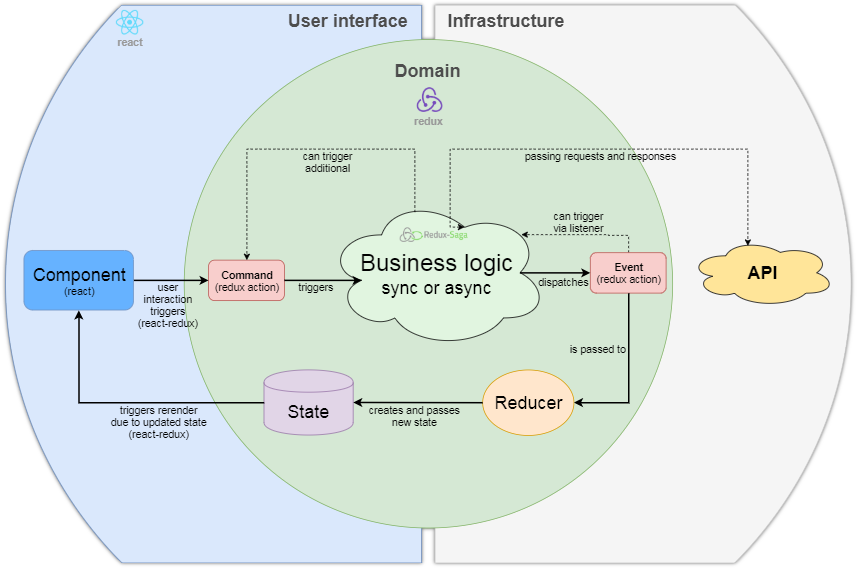 User interface
Infrastructure
react
Domain
redux
can trigger
additional
passing requests and responses
can trigger
via listener
Redux-Saga
Component
(react)
user
interaction
triggers
(react-redux)
Command
(redux action)
triggers
Business logic
sync or async
dispatches
Event
(redux action)
API
is passed to
Reducer
creates and passes
new state
State
triggers rerender
due to updated state
(react-redux)